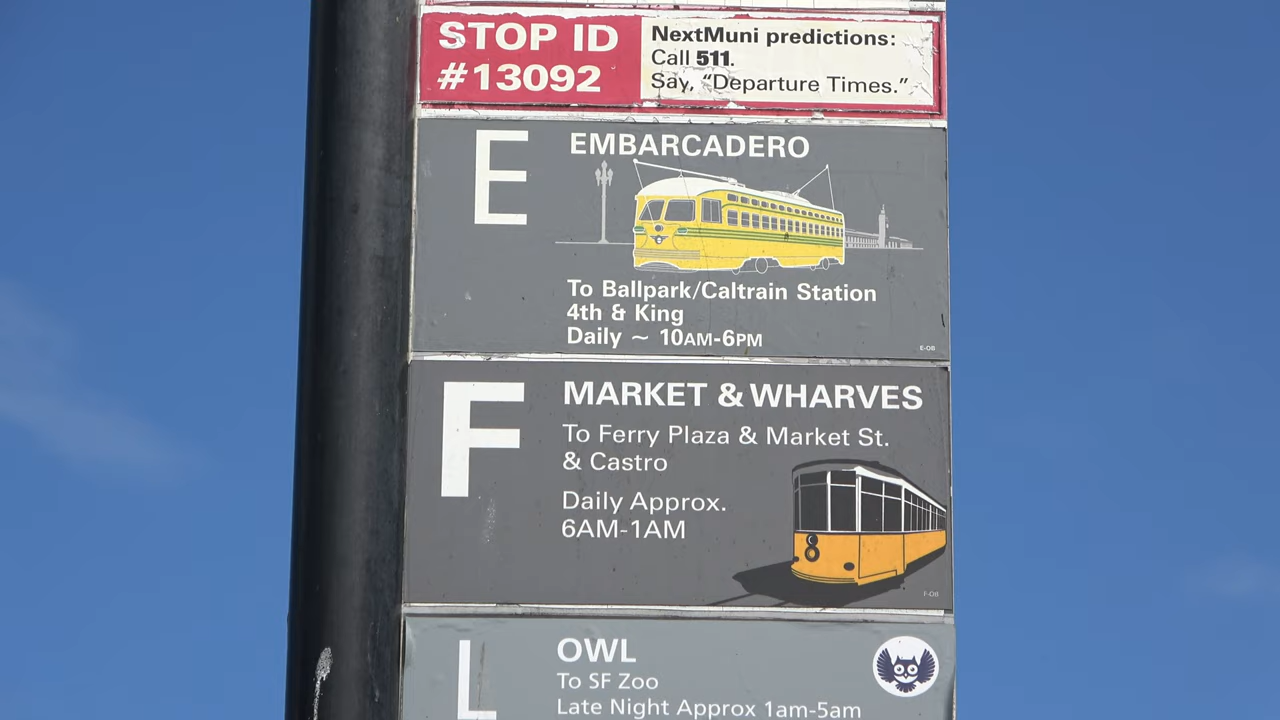 STOP ID
#13092
NextMuni predictions:
Call 511.
Say, “Departure Times.”
E
EMBARCADERO
To Ballpark/Caltrain Station
4th & King
Daily ~ 10AM-6PM
E-OB
F
MARKET & WHARVES
To Ferry Plaza & Market St.
& Castro
Daily Approx.
6AM-1AM
F-OB
L
OWL
To SF Zoo
Late Night Approx 1am-5am